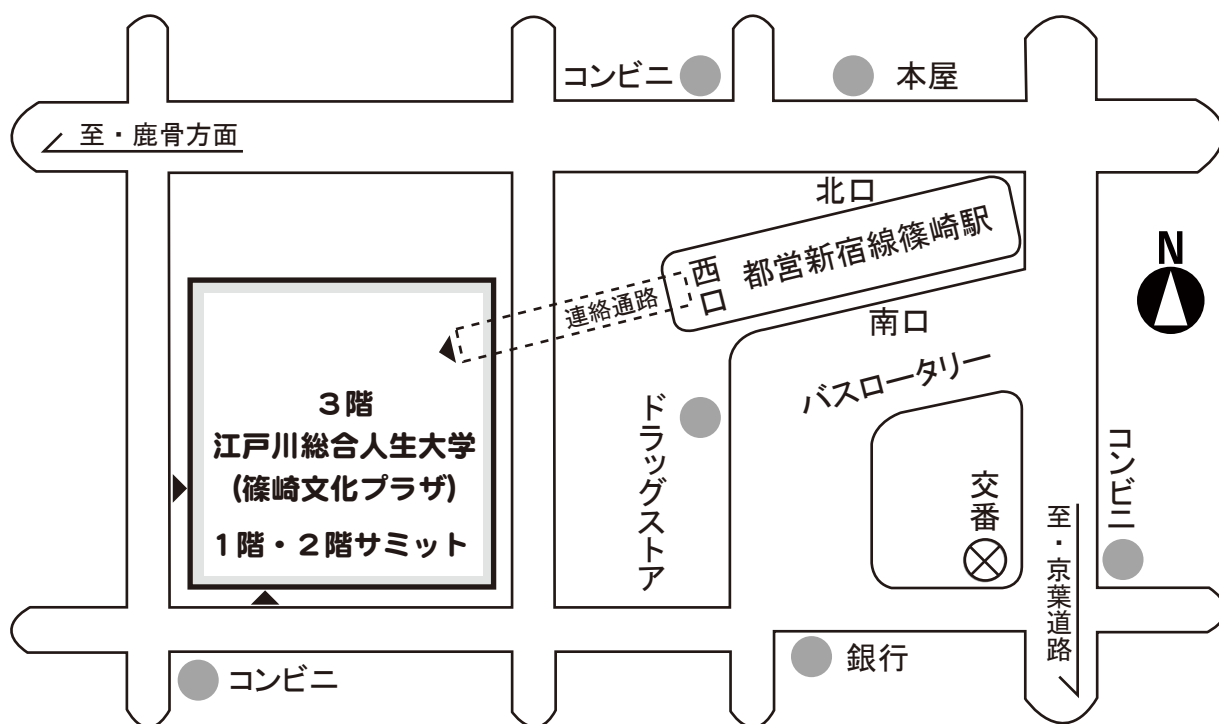 コンビニ
本屋
至・鹿骨方面
北口
都営新宿線篠崎駅
西口
連絡通路
南口
N
バスロータリー
３階
江戸川総合人生大学
(篠崎文化プラザ)
１階・２階サミット
ドラッグストア
交番
コンビニ
至・京葉道路
銀行
コンビニ